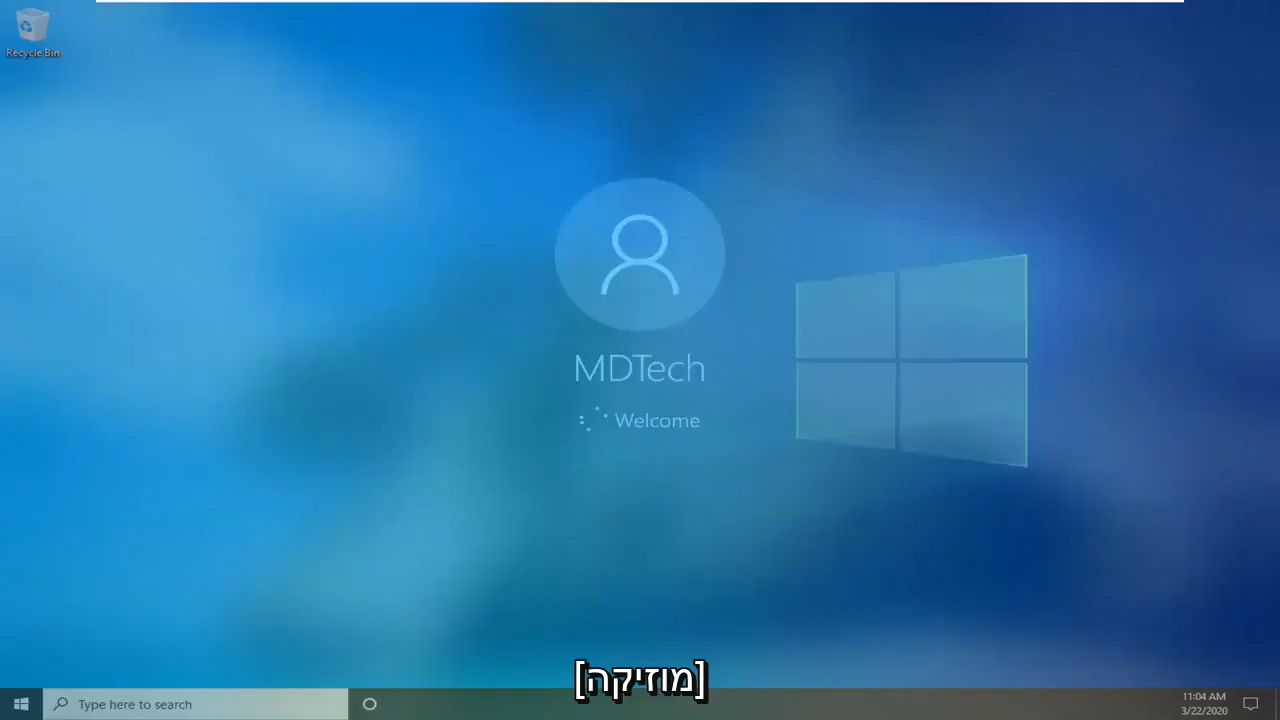 Recycle Bin
MDTech
Welcome
[מוזיקה]
Type here to search
11:04 AM
3/22/2020